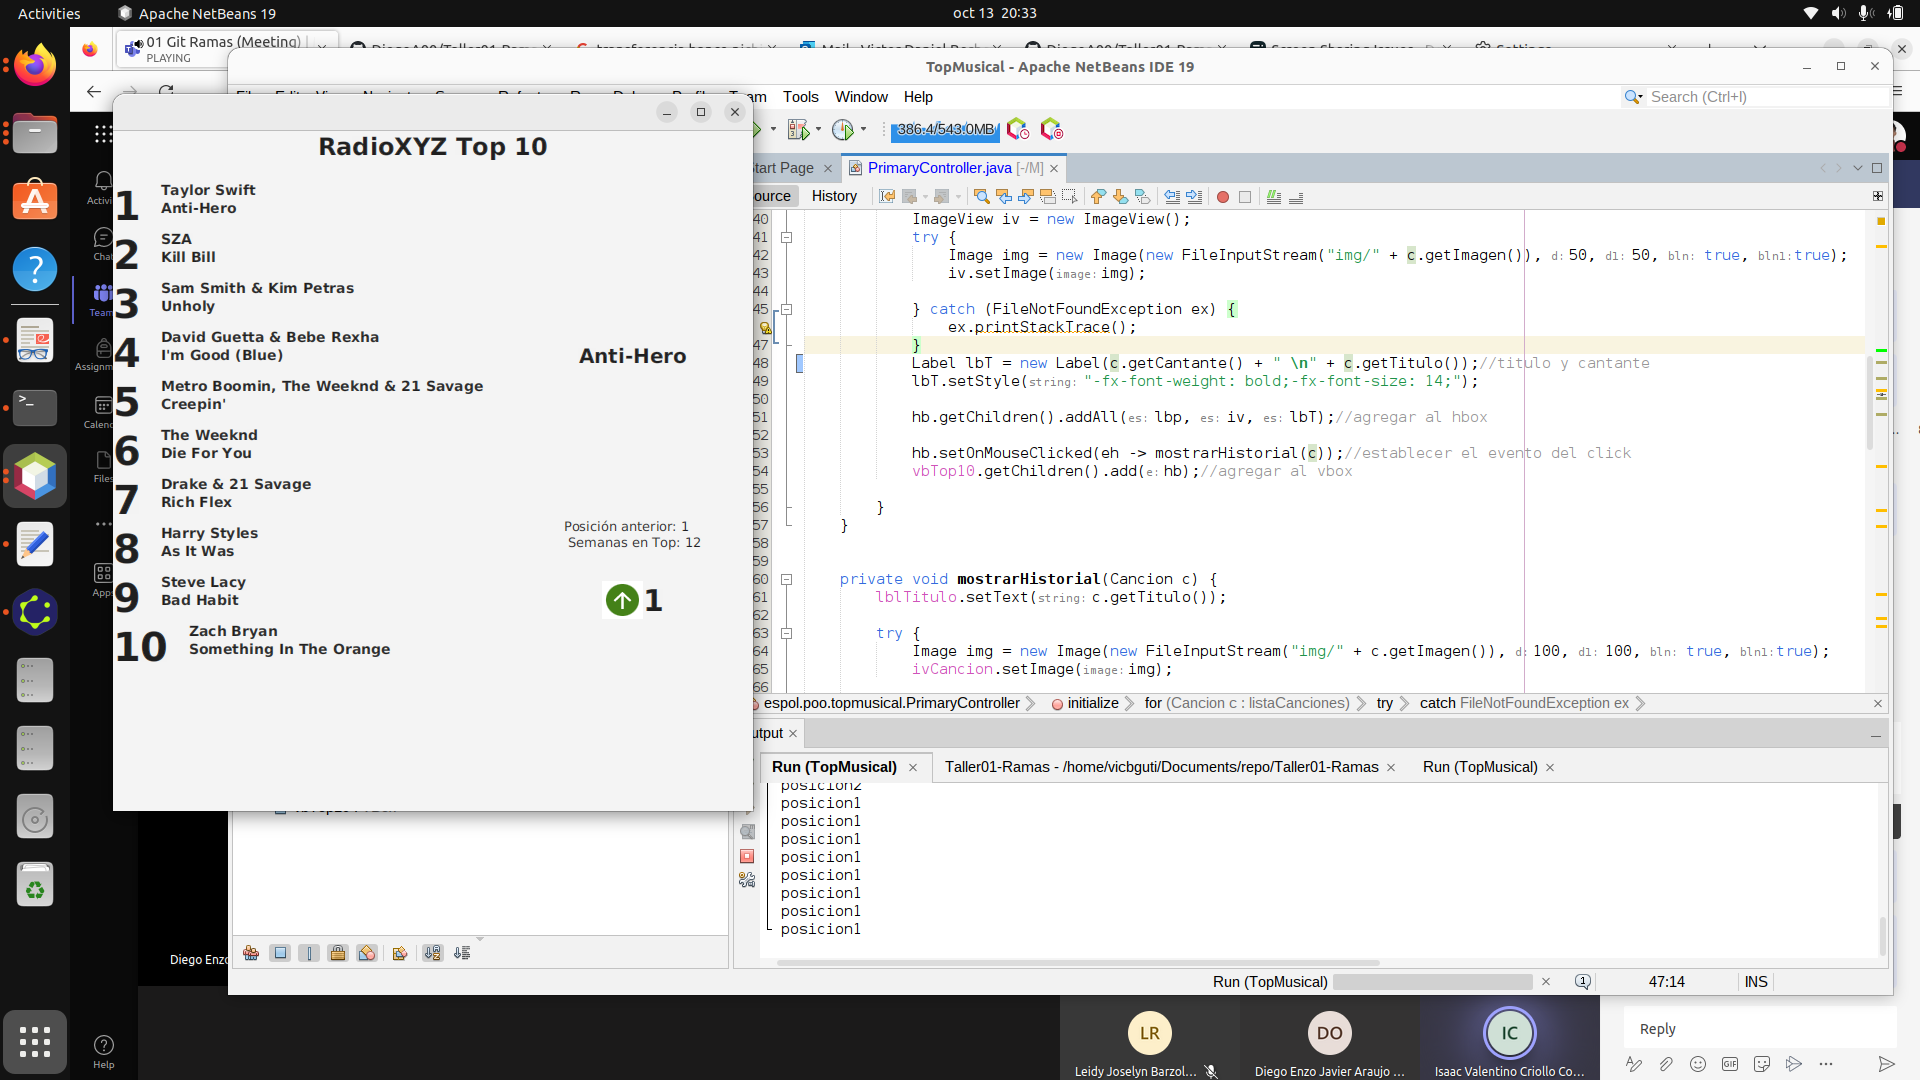 Activities
Apache NetBeans 19
oct 13 20:33
01 Git Ramas (Meeting)
PLAYING
TopMusical - Apache NetBeans IDE 19
Tools Window Help
Search (Ctrl+I)
386.4/543.0MB
PrimaryController.java [-/M]
History
RadioXYZ Top 10
1 Taylor Swift
Anti-Hero
2 SZA
Kill Bill
3 Sam Smith & Kim Petras
Unholy
4 David Guetta & Bebe Rexha
I'm Good (Blue)
5 Metro Boomin, The Weeknd & 21 Savage
Creepin'
6 The Weeknd
Die For You
7 Drake & 21 Savage
Rich Flex
8 Harry Styles
As It Was
9 Steve Lacy
Bad Habit
10 Zach Bryan
Something In The Orange
Anti-Hero
Posición anterior: 1
Semanas en Top: 12
1
40 ImageView iv = new ImageView();
41 try {
42 Image img = new Image(new FileInputStream("img/" + c.getImagen()), d: 50, d1: 50, bln: true, bln1:true);
43 iv.setImage(image: img);
44
45 } catch (FileNotFoundException ex) {
ex.printStackTrace();
47 }
48 Label lbT = new Label(c.getCantante() + " \n" + c.getTitulo());//titulo y cantante
49 lbT.setStyle(string: "-fx-font-weight: bold;-fx-font-size: 14;");
50
51 hb.getChildren().addAll(es: lbp, es: iv, es: lbT);//agregar al hbox
52
53 hb.setOnMouseClicked(eh -> mostrarHistorial(c));//establecer el evento del click
54 vbTop10.getChildren().add(e: hb);//agregar al vbox
55
56 }
57 }
58
59
60 private void mostrarHistorial(Cancion c) {
61 lblTitulo.setText(string: c.getTitulo());
62
63 try {
64 Image img = new Image(new FileInputStream("img/" + c.getImagen()), d: 100, d1: 100, bln: true, bln1:true);
65 ivCancion.setImage(image: img);
66
espol.poo.topmusical.PrimaryController
initialize
for (Cancion c : listaCanciones)
try
catch FileNotFoundException ex
Run (TopMusical)
Taller01-Ramas - /home/vicbguti/Documents/repo/Taller01-Ramas
Run (TopMusical)
posicion2
posicion1
posicion1
posicion1
posicion1
posicion1
posicion1
posicion1
posicion1
Run (TopMusical)
1
47:14
INS
Help
LR
Leidy Joselyn Barzol...
DO
Diego Enzo Javier Araujo ...
IC
Isaac Valentino Criollo Co...
Reply
GIF